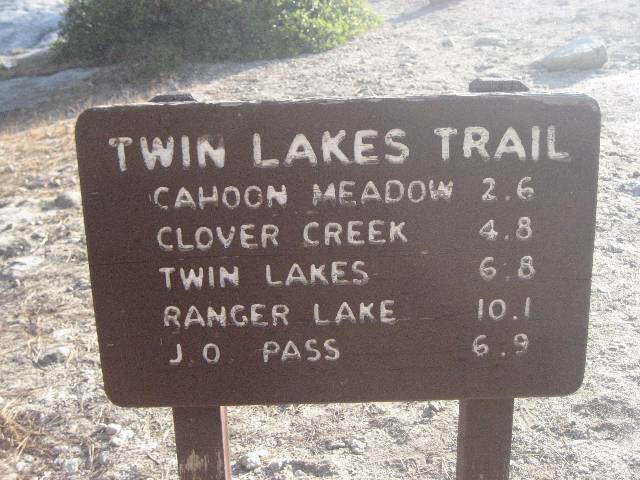 TWIN LAKES TRAIL
CAHOON MEADOW 2.6
CLOVER CREEK 4.8
TWIN LAKES 6.8
RANGER LAKE 10.1
J.O PASS 6.9